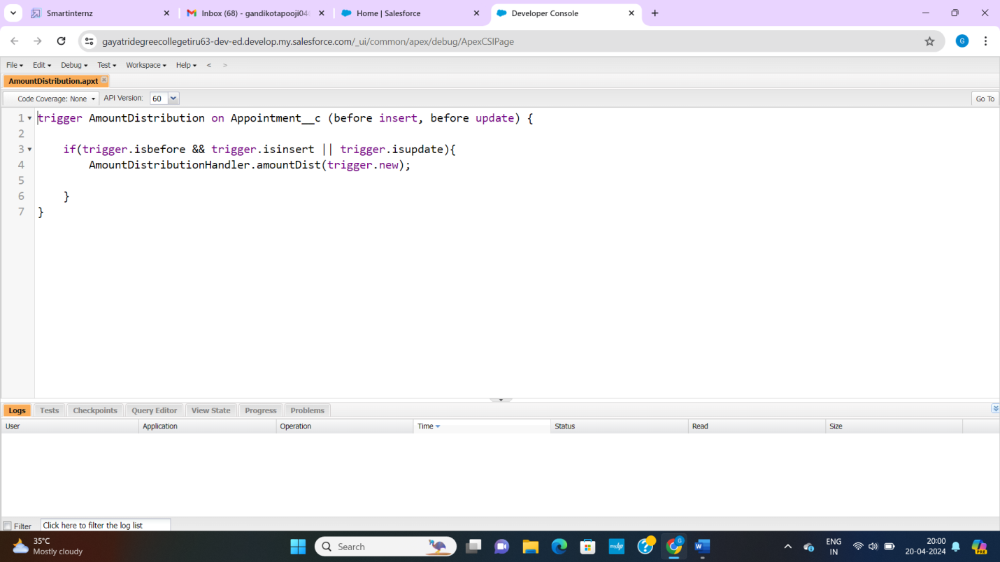 Smartinternz
Inbox (68) - gandikotapooji04
Home | Salesforce
Developer Console
gayatridegreecollegetiru63-dev-ed.develop.my.salesforce.com/_ui/common/apex/debug/ApexCSIPage
G
File Edit Debug Test Workspace Help < >
AmountDistribution.apxt
Code Coverage: None API Version: 60 Go To
1 trigger AmountDistribution on Appointment__c (before insert, before update) {
2
3 if(trigger.isbefore && trigger.isinsert || trigger.isupdate){
4 AmountDistributionHandler.amountDist(trigger.new);
5
6 }
7 }
Logs Tests Checkpoints Query Editor View State Progress Problems
User Application Operation Time Status Read Size
Filter Click here to filter the log list
35°C
Mostly cloudy
Search
myhp
G
W
ENG
IN
20:00
20-04-2024
PRE